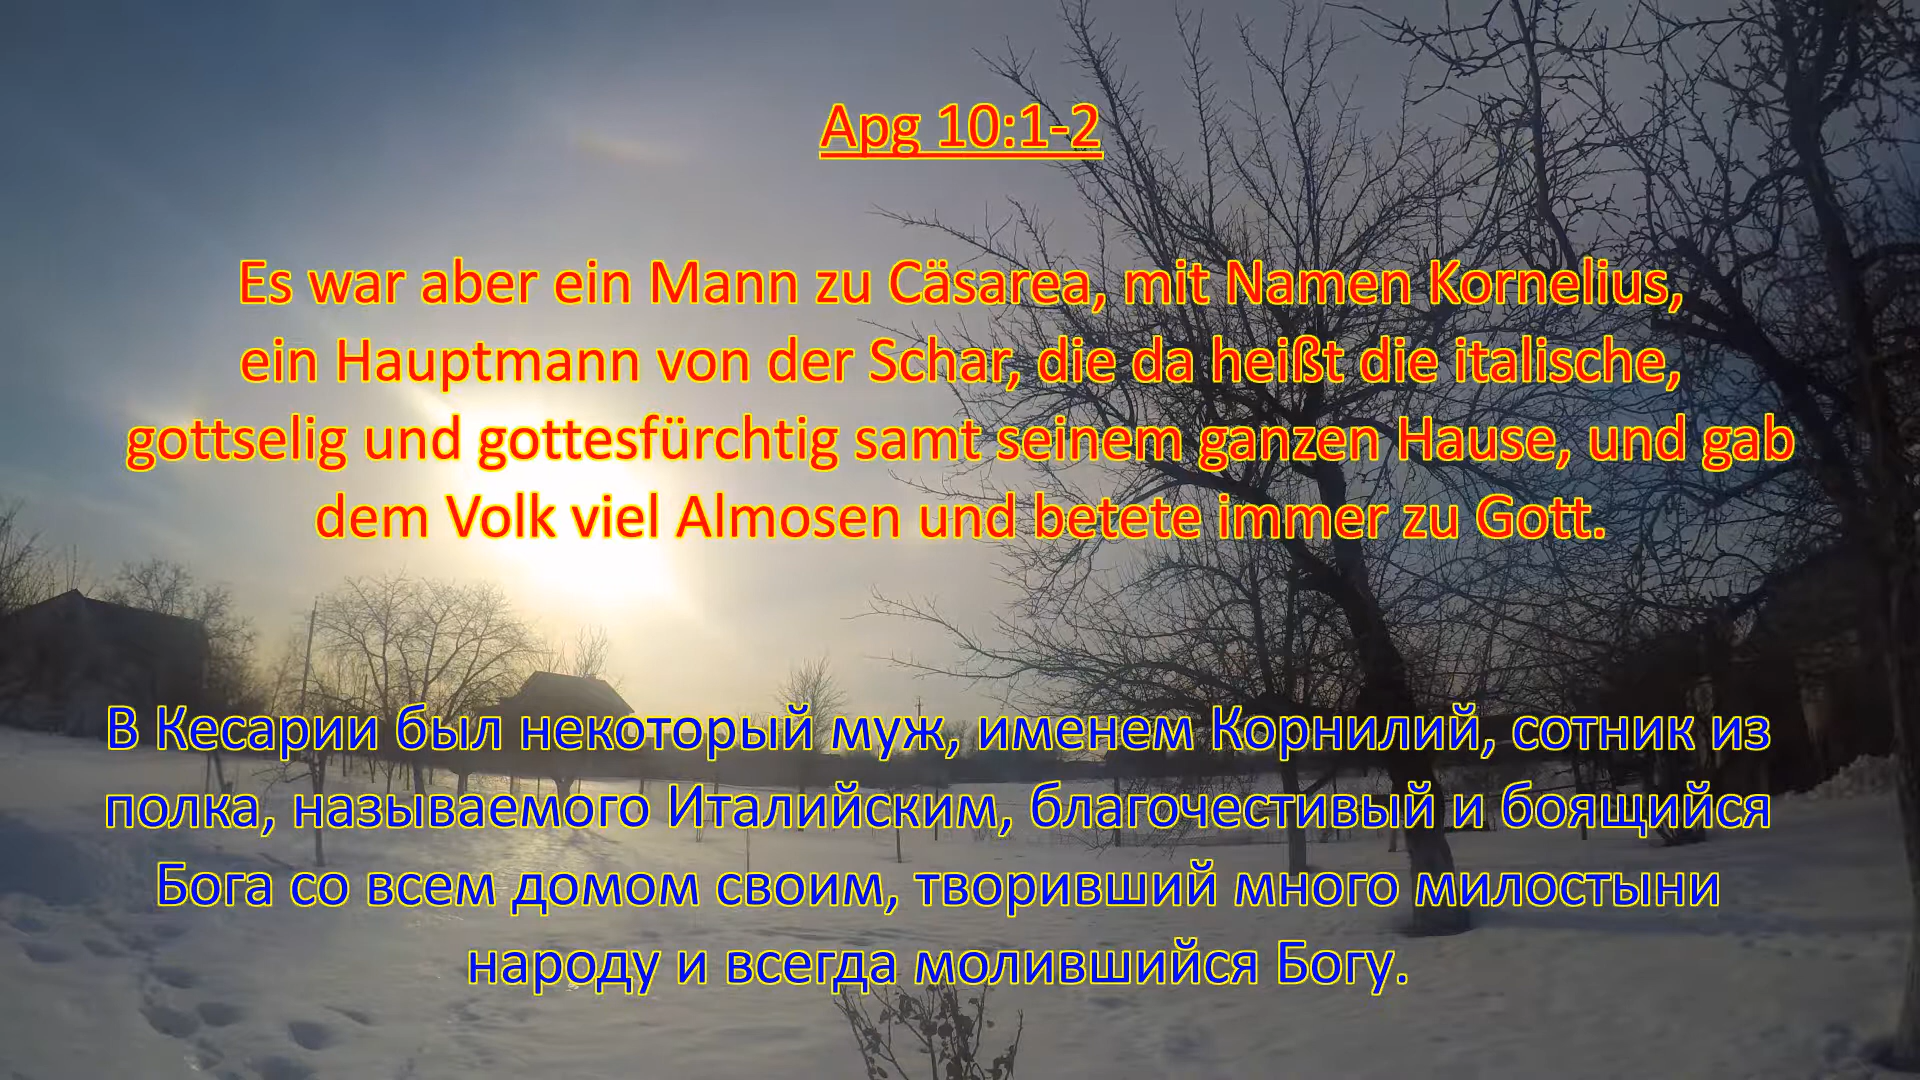 Apg 10:1-2
Es war aber ein Mann zu Cäsarea, mit Namen Kornelius,
ein Hauptmann von der Schar, die da heißt die italische,
gottselig und gottesfürchtig samt seinem ganzen Hause, und gab
dem Volk viel Almosen und betete immer zu Gott.
В Кесарии был некоторый муж, именем Корнилий, сотник из
полка, называемого Италийским, благочестивый и боящийся
Бога со всем домом своим, творивший много милостыни
народу и всегда молившийся Богу.